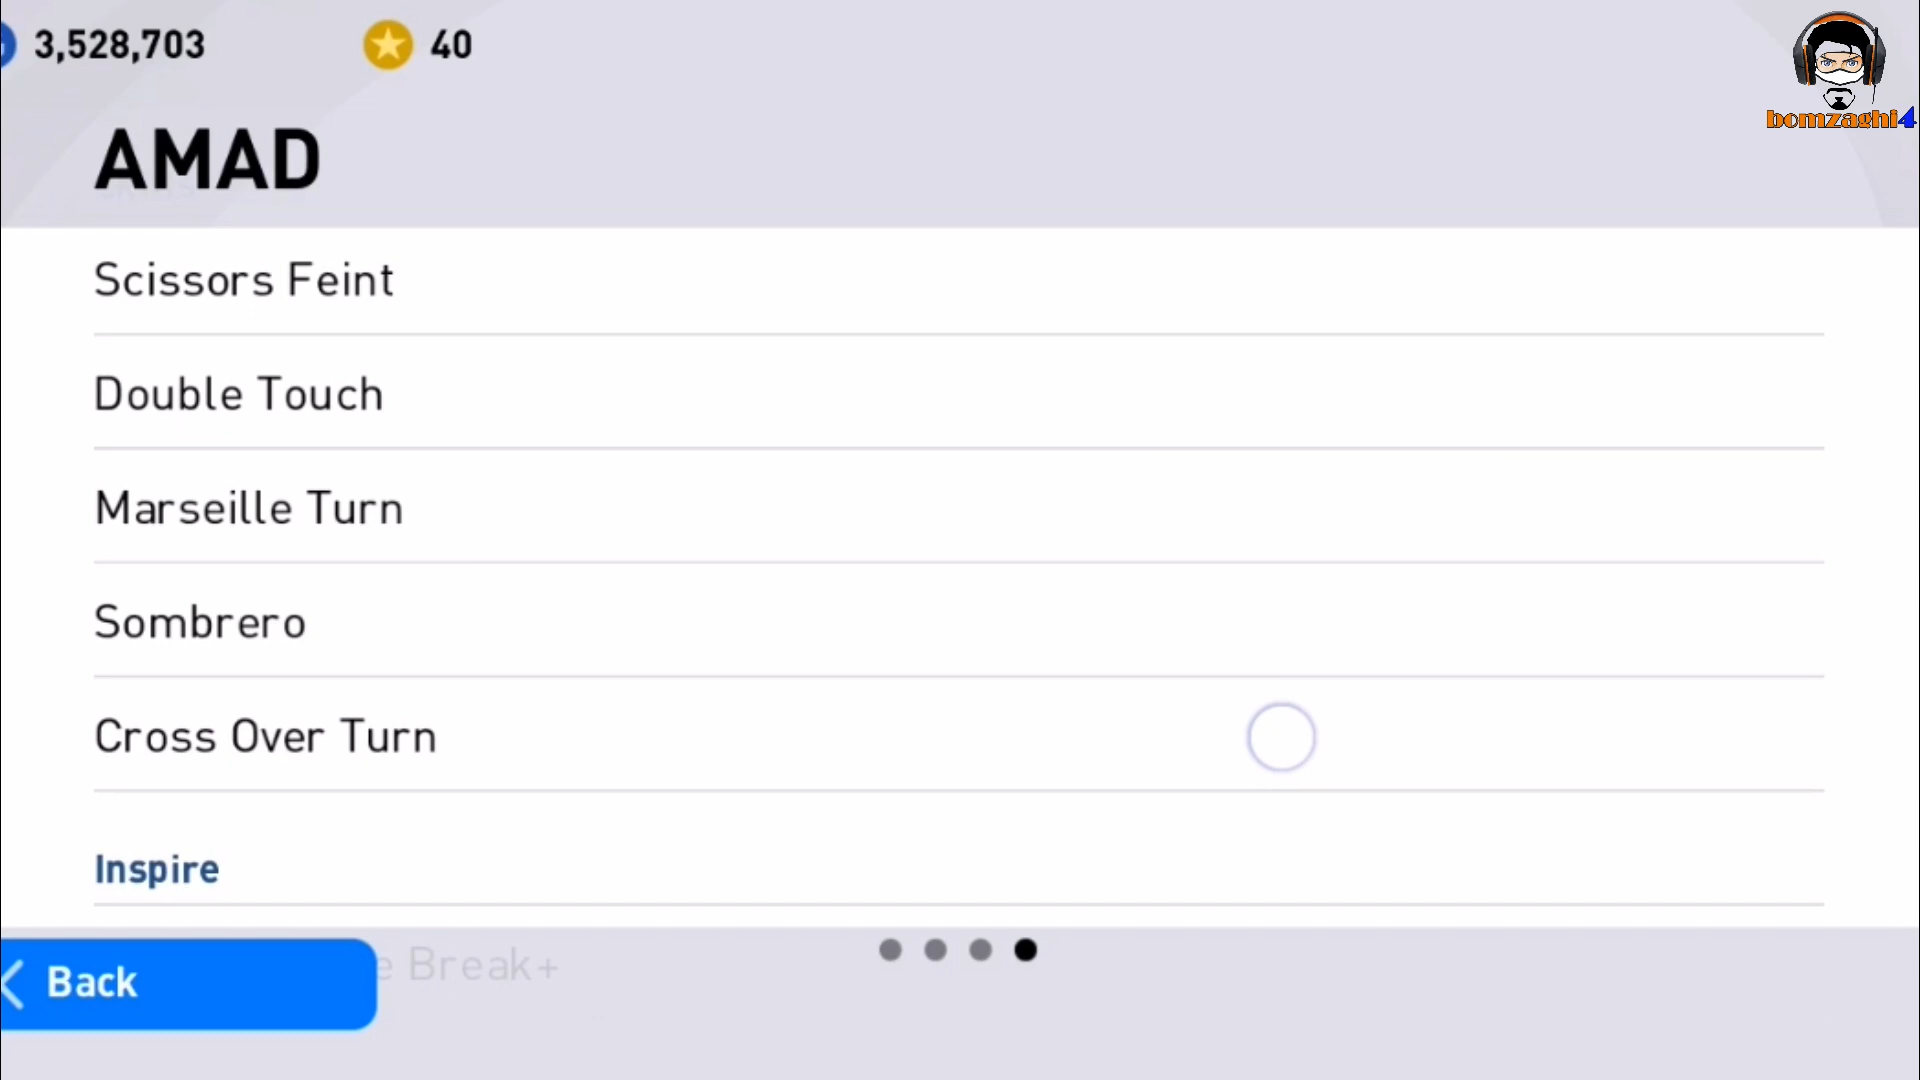 3,528,703 40
bomzaghi4
AMAD
Scissors Feint
Double Touch
Marseille Turn
Sombrero
Cross Over Turn
Inspire
Break+
Back